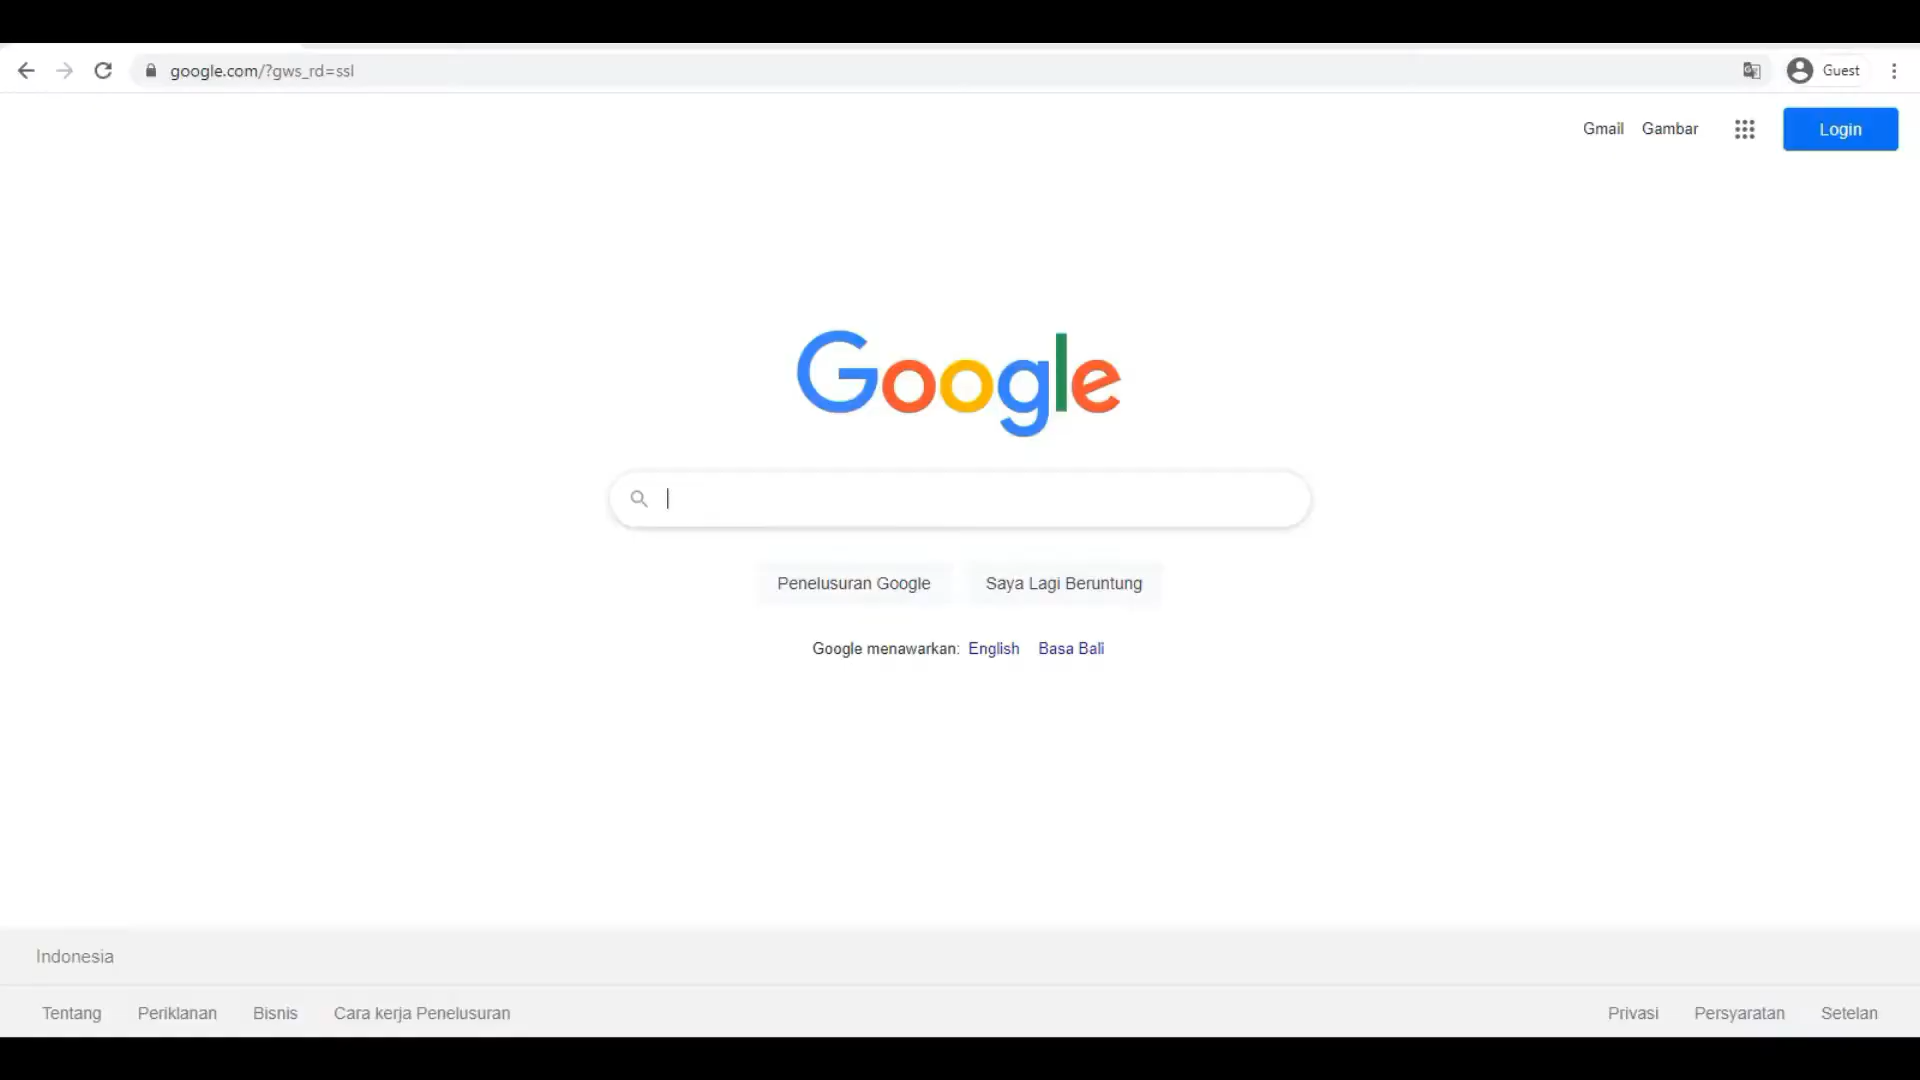 google.com/?gws_rd=ssl Guest
Gmail Gambar Login
Google
Penelusuran Google Saya Lagi Beruntung
Google menawarkan: English Basa Bali
Indonesia
Tentang Periklanan Bisnis Cara kerja Penelusuran Privasi Persyaratan Setelan